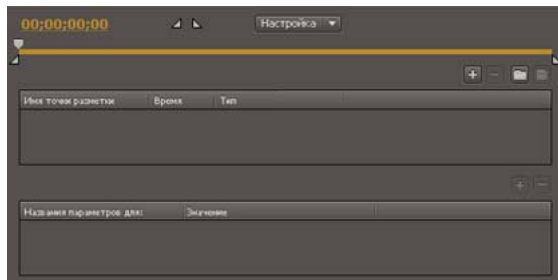 00;00;00;00
Настройка
Имя точки разметки Время Тип
Названия параметров для: Значение